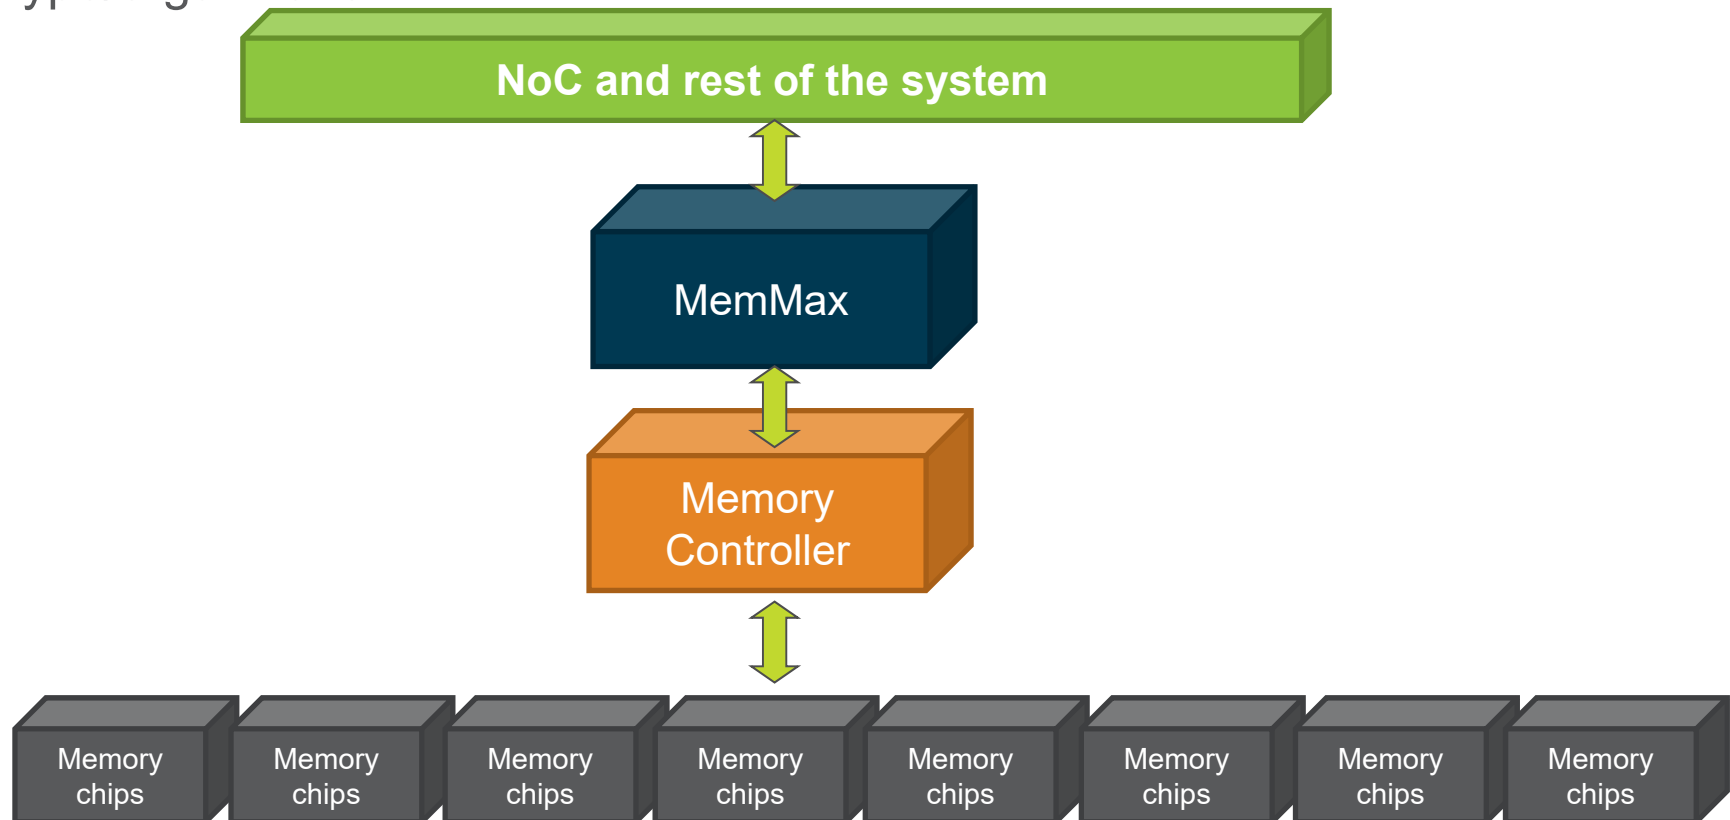 NoC and rest of the system
MemMax
Memory
Controller
Memory Memory Memory Memory Memory Memory Memory Memory
chips chips chips chips chips chips chips chips